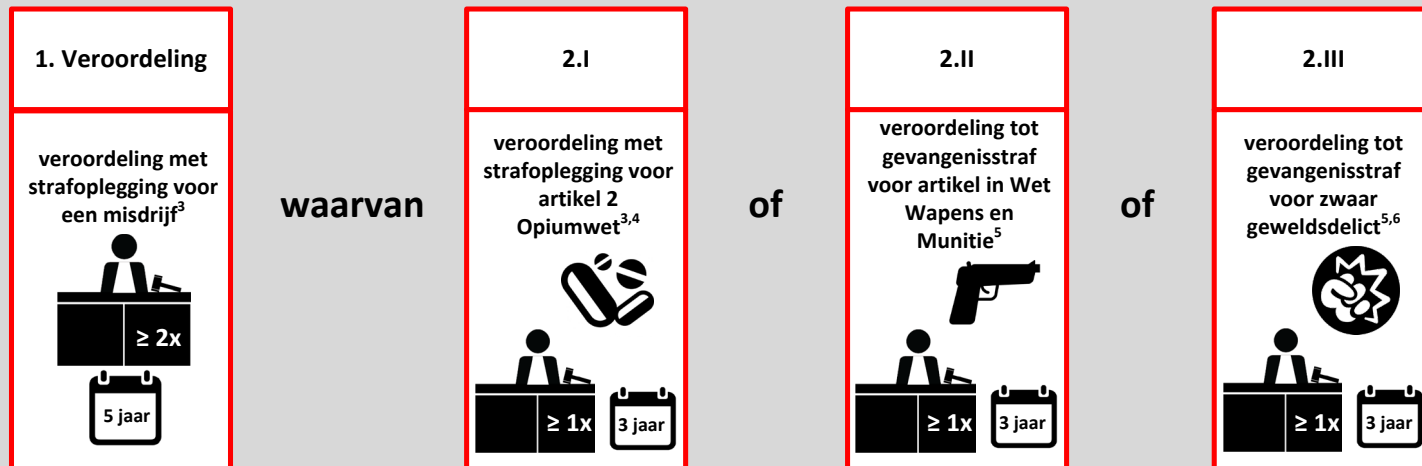 1. Veroordeling
veroordeling met
strafoplegging voor
een misdrijf3
≥ 2x
5 jaar
waarvan
2.I
veroordeling met
strafoplegging voor
artikel 2
Opiumwet3,4
≥ 1x
3 jaar
of
2.II
veroordeling tot
gevangenisstraf
voor artikel in Wet
Wapens en
Munitie5
≥ 1x
3 jaar
of
2.III
veroordeling tot
gevangenisstraf
voor zwaar
geweldsdelict5,6
≥ 1x
3 jaar